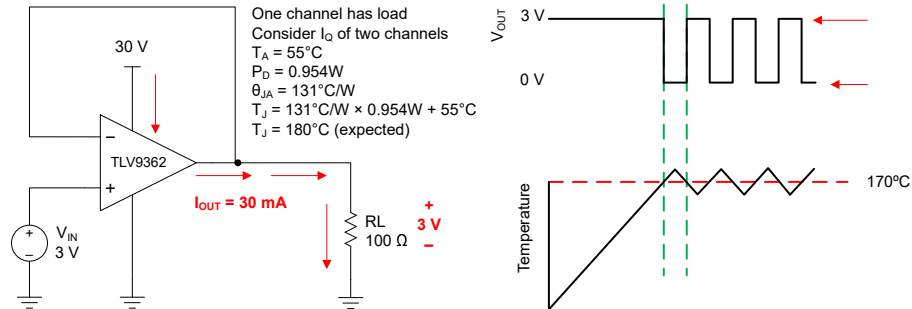 One channel has load
Consider IQ of two channels
TA = 55°C
PD = 0.954W
θJA = 131°C/W
TJ = 131°C/W × 0.954W + 55°C
TJ = 180°C (expected)
30 V
−
TLV9362
+
IOUT = 30 mA
VIN
3 V
+
−
RL
100 Ω
+
3 V
−
VOUT
3 V
0 V
170ºC
Temperature